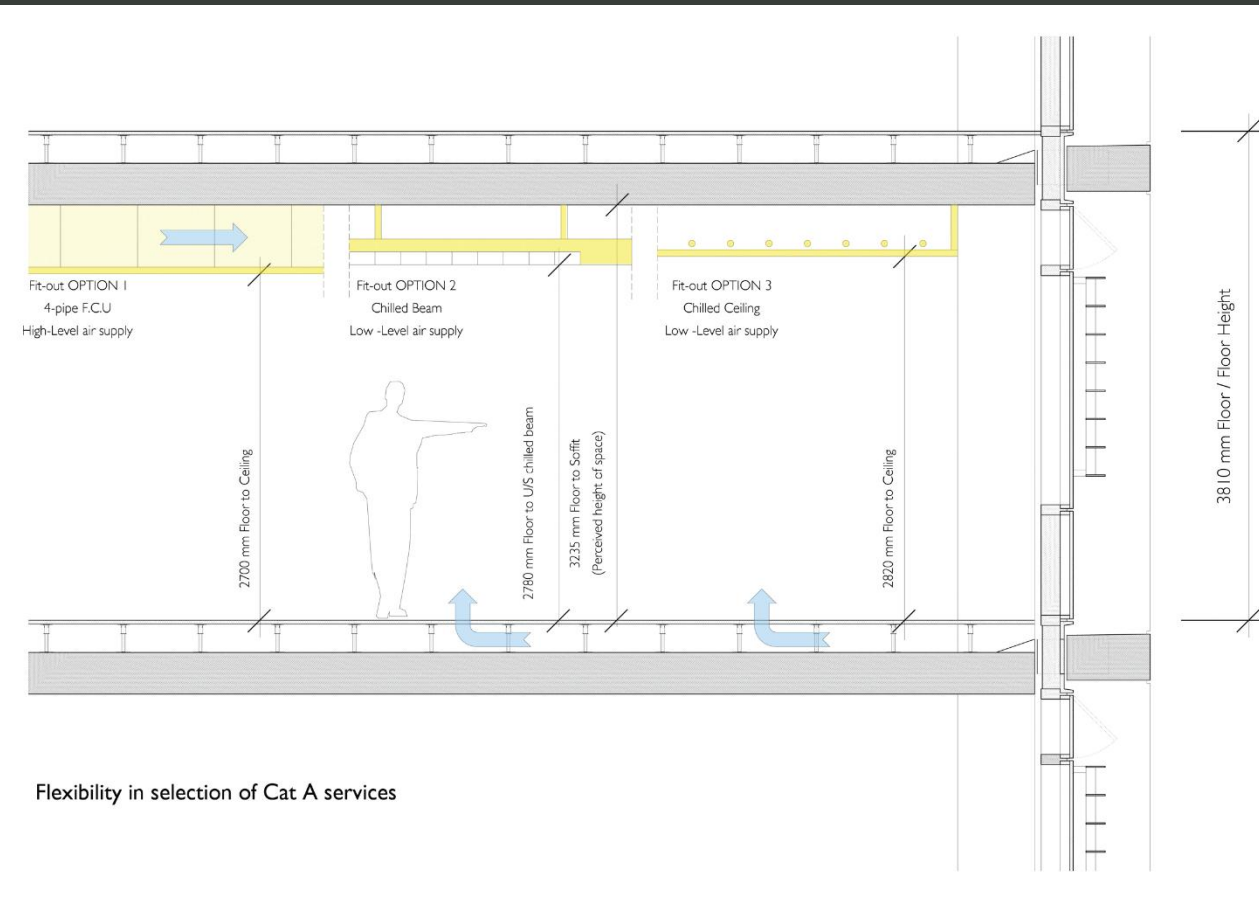 Fit-out OPTION 1
4-pipe F.C.U
High-Level air supply
Fit-out OPTION 2
Chilled Beam
Low -Level air supply
Fit-out OPTION 3
Chilled Ceiling
Low -Level air supply
2700 mm Floor to Ceiling
2780 mm Floor to U/S chilled beam
3235 mm Floor to Soffit
(Perceived height of space)
2820 mm Floor to Ceiling
3810 mm Floor / Floor Height
Flexibility in selection of Cat A services